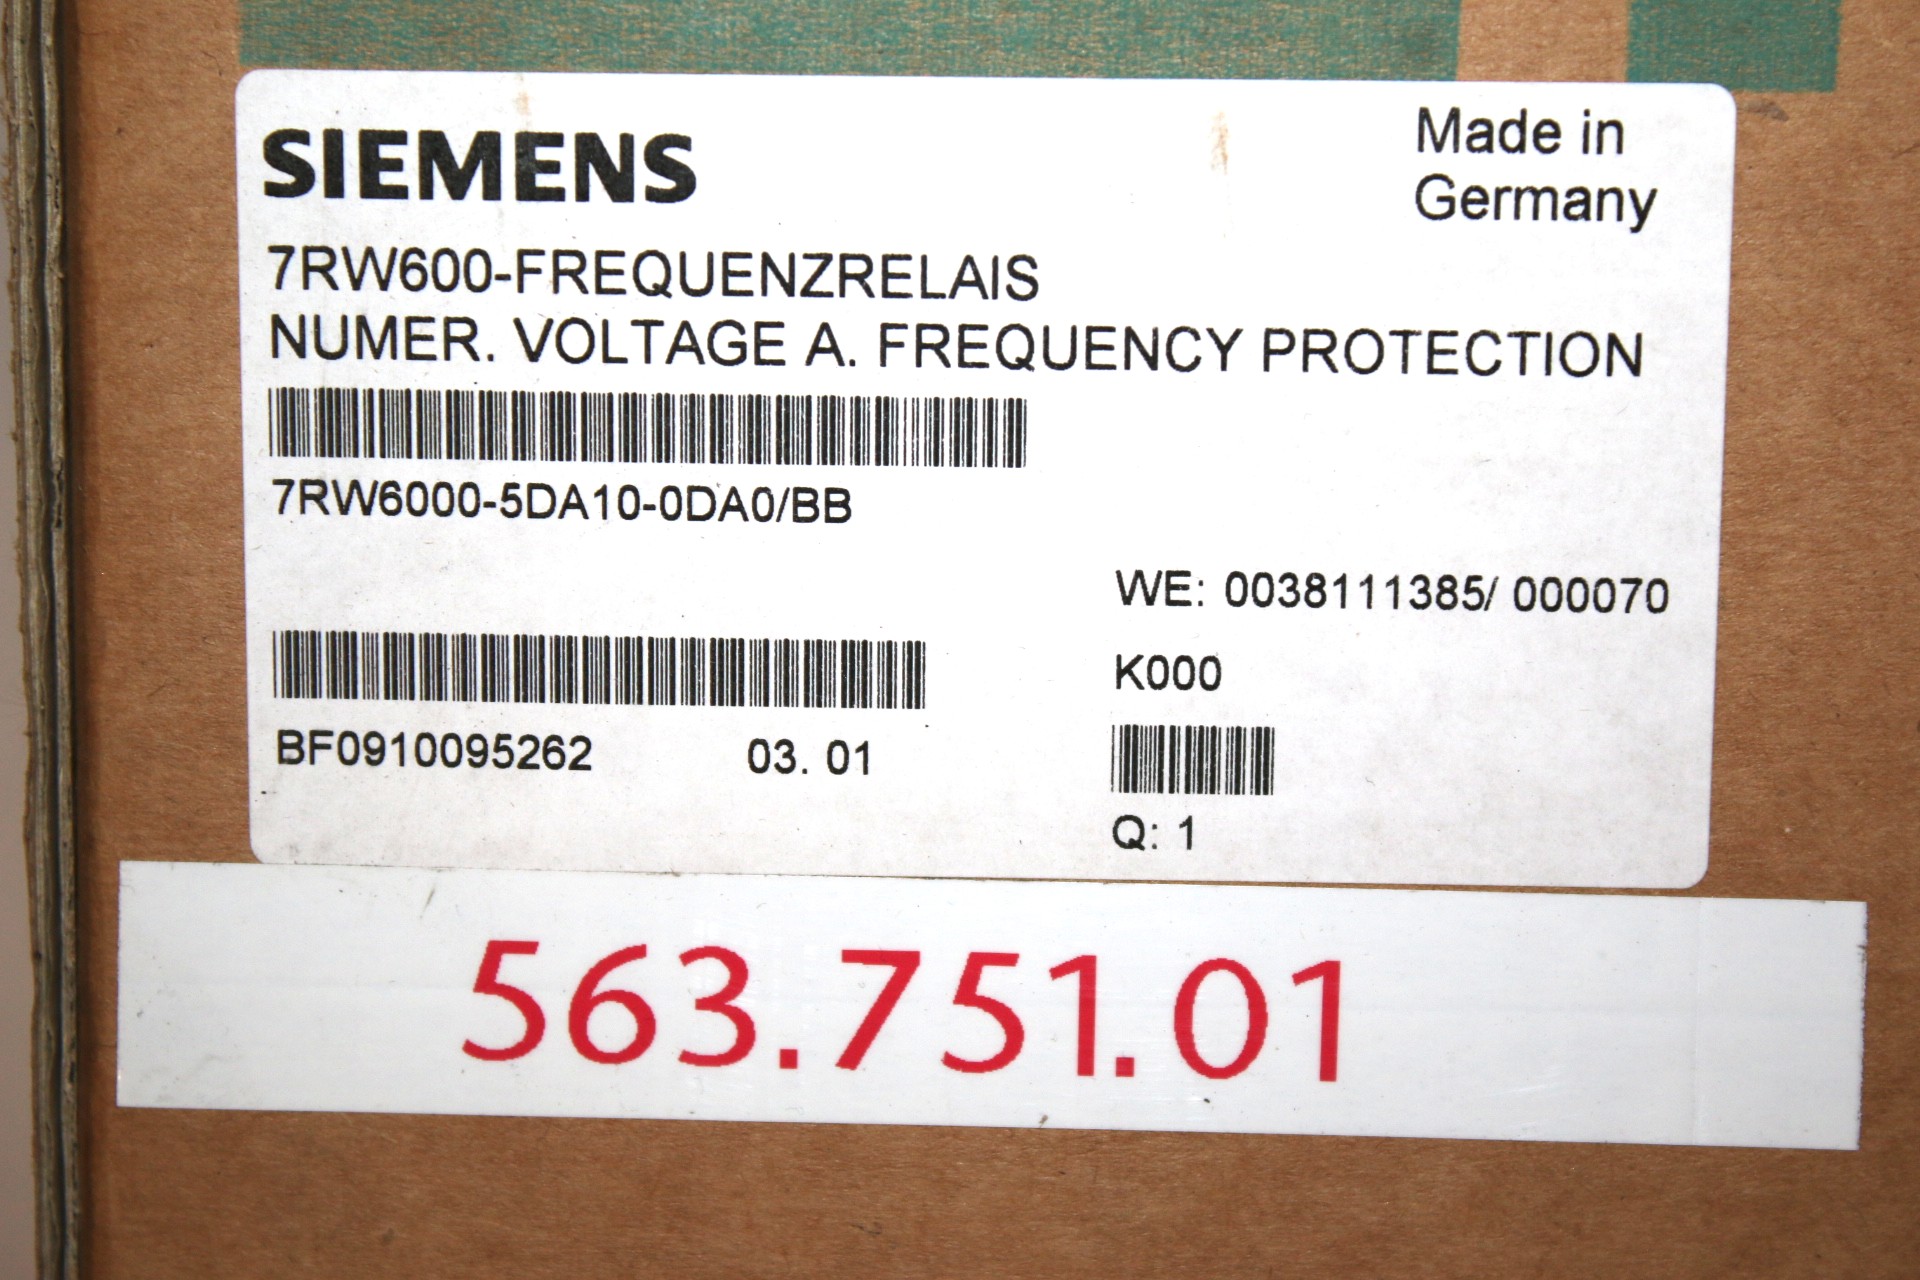 SIEMENS
Made in
Germany
7RW600-FREQUENZRELAIS
NUMER. VOLTAGE A. FREQUENCY PROTECTION
7RW6000-5DA10-0DA0/BB
WE: 0038111385/ 000070
K000
BF0910095262 03. 01
Q: 1
563.751.01